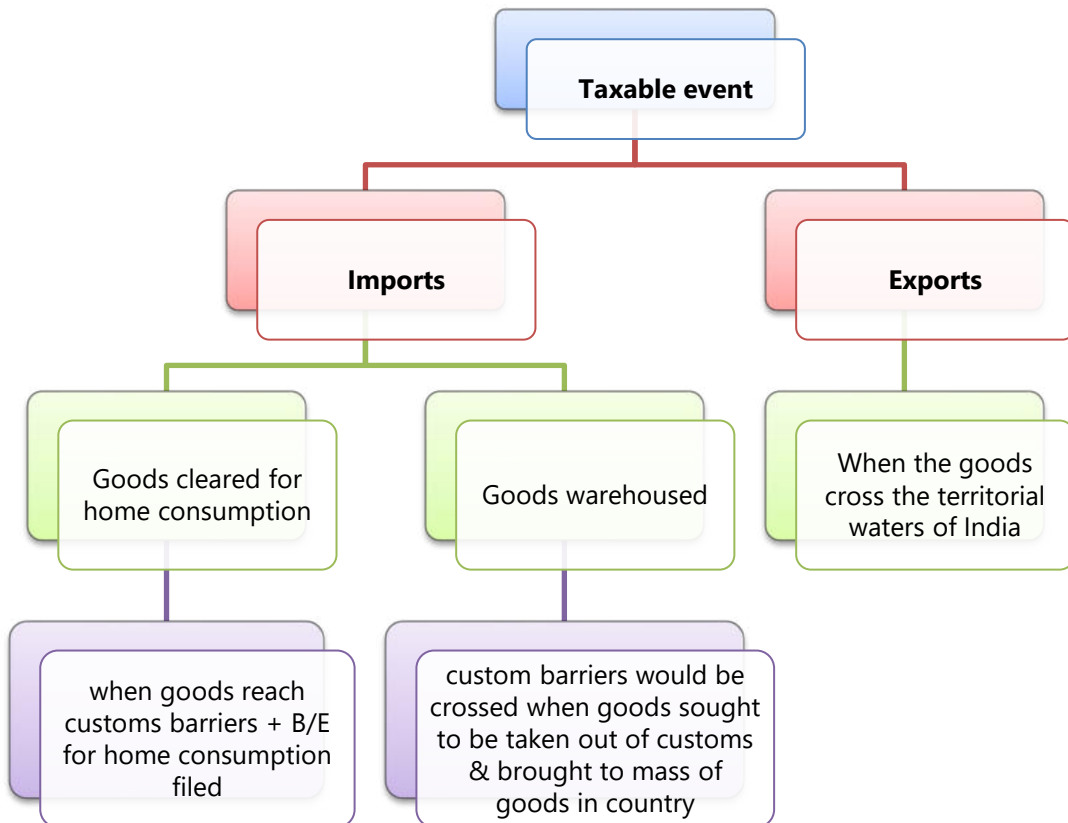 Taxable event
Imports
Exports
Goods cleared for
home consumption
Goods warehoused
When the goods
cross the territorial
waters of India
when goods reach
customs barriers + B/E
for home consumption
filed
custom barriers would be
crossed when goods sought
to be taken out of customs
& brought to mass of
goods in country